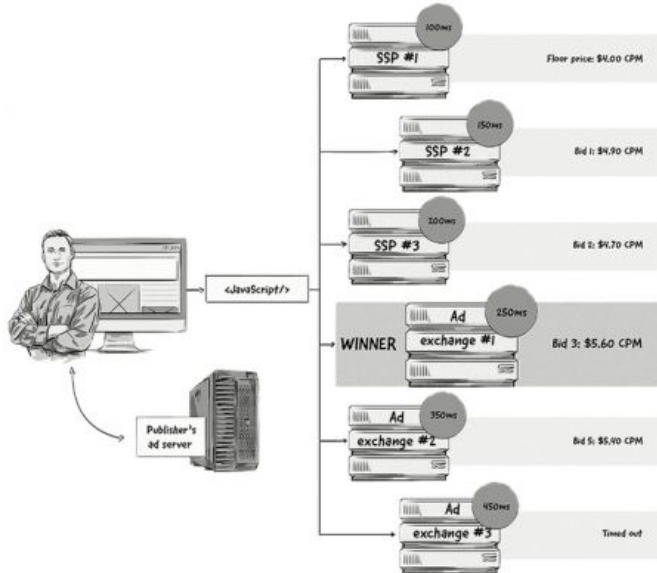 100ms
SSP #1
Floor price: $4.00 CPM
150ms
SSP #2
Bid 1: $4.90 CPM
200ms
SSP #3
Bid 2: $4.70 CPM
<JavaScript/>
250ms
WINNER
Ad
exchange #1
Bid 3: $5.60 CPM
Publisher's
ad server
350ms
Ad
exchange #2
Bid 5: $5,40 CPM
450ms
Ad
exchange #3
Timed out